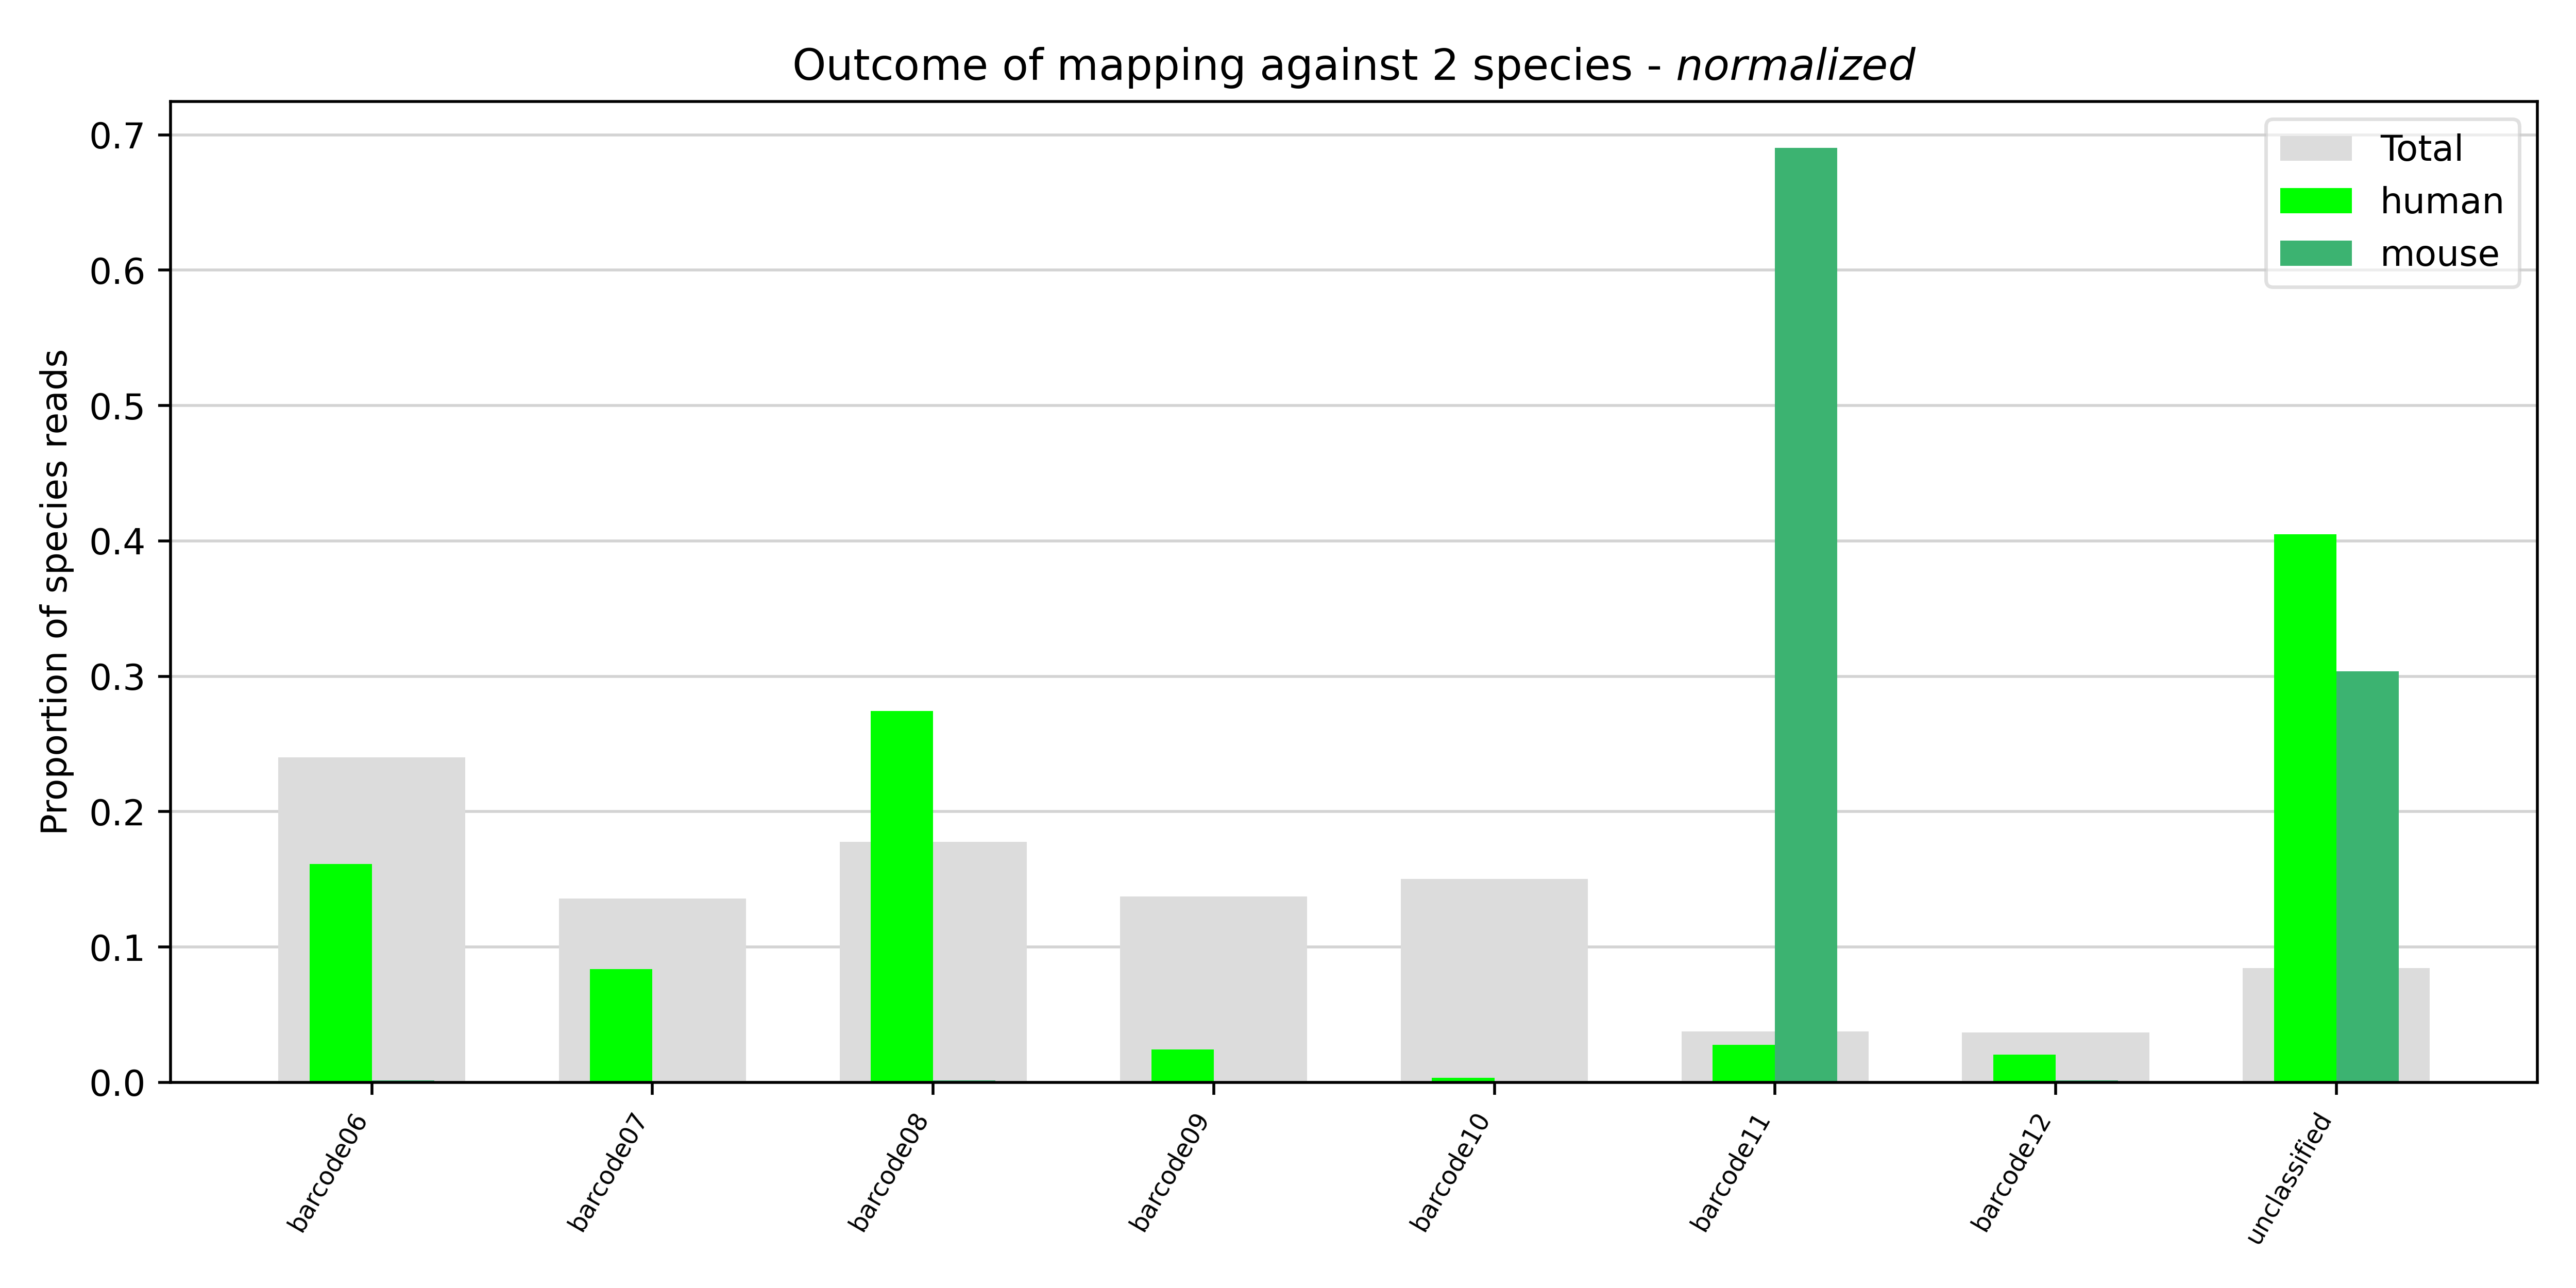 Outcome of mapping against 2 species - normalized
Total
human
mouse
Proportion of species reads
0.7
0.6
0.5
0.4
0.3
0.2
0.1
0.0
barcode06
barcode07
barcode08
barcode09
barcode10
barcode11
barcode12
unclassified